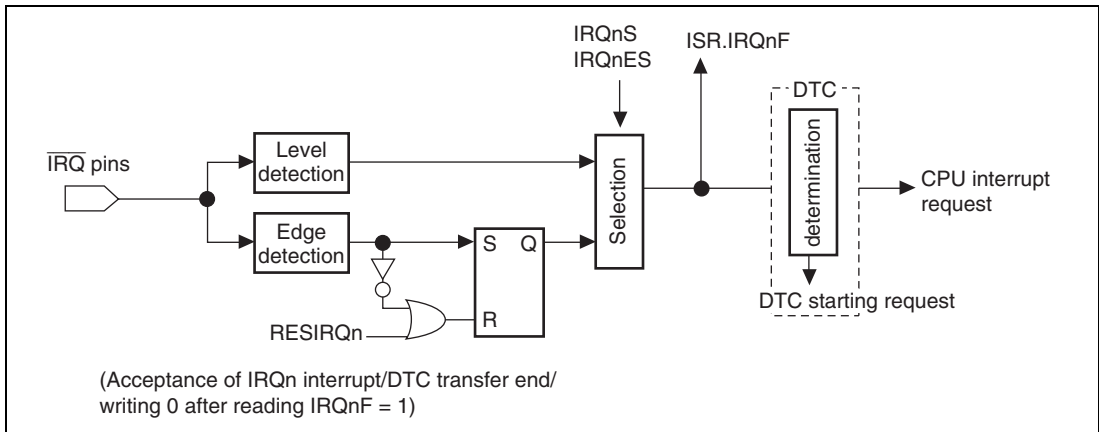 IRQnS
IRQnES
ISR.IRQnF
DTC
IRQ pins
Level
detection
Edge
detection
S Q
R
RESIRQn
Selection
determination
CPU interrupt
request
DTC starting request
(Acceptance of IRQn interrupt/DTC transfer end/
writing 0 after reading IRQnF = 1)